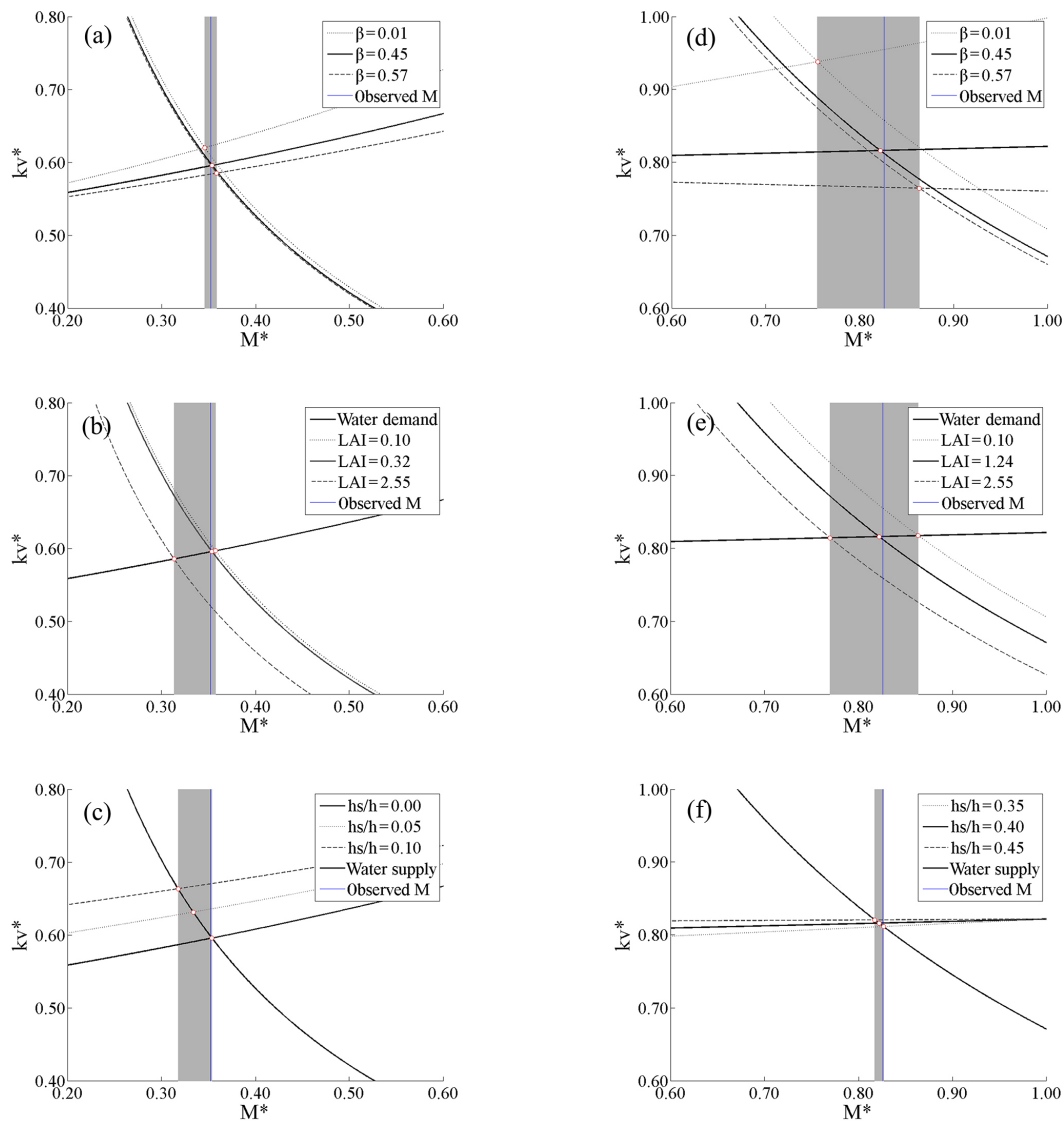 (a)
0.80
0.70
0.60
0.50
0.40
kv*
0.20 0.30 0.40 0.50 0.60
M*
β=0.01
β=0.45
β=0.57
Observed M
(d)
1.00
0.90
0.80
0.70
0.60
kv*
0.60 0.70 0.80 0.90 1.00
M*
β=0.01
β=0.45
β=0.57
Observed M
(b)
0.80
0.70
0.60
0.50
0.40
kv*
0.20 0.30 0.40 0.50 0.60
M*
Water demand
LAI=0.10
LAI=0.32
LAI=2.55
Observed M
(e)
1.00
0.90
0.80
0.70
0.60
kv*
0.60 0.70 0.80 0.90 1.00
M*
Water demand
LAI=0.10
LAI=1.24
LAI=2.55
Observed M
(c)
0.80
0.70
0.60
0.50
0.40
kv*
0.20 0.30 0.40 0.50 0.60
M*
hs/h=0.00
hs/h=0.05
hs/h=0.10
Water supply
Observed M
(f)
1.00
0.90
0.80
0.70
0.60
kv*
0.60 0.70 0.80 0.90 1.00
M*
hs/h=0.35
hs/h=0.40
hs/h=0.45
Water supply
Observed M